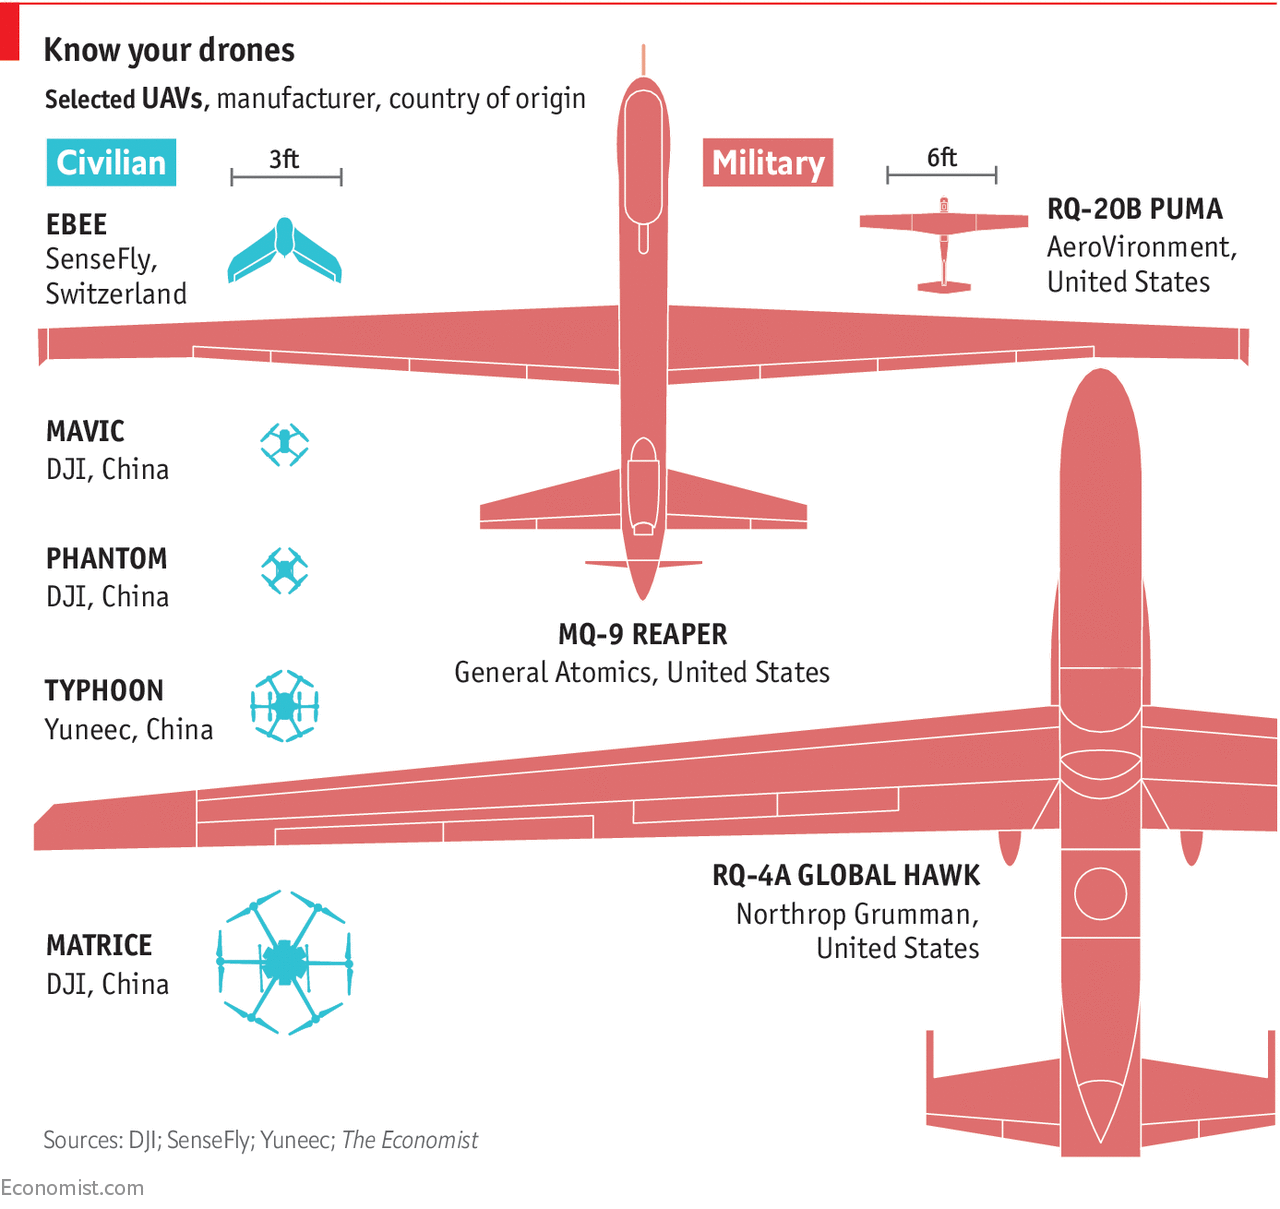 Know your drones
Selected UAVs, manufacturer, country of origin
Civilian
3ft
Military
6ft
EBEE
SenseFly,
Switzerland
RQ-20B PUMA
AeroVironment,
United States
MAVIC
DJI, China
PHANTOM
DJI, China
MQ-9 REAPER
General Atomics, United States
TYPHOON
Yuneec, China
RQ-4A GLOBAL HAWK
Northrop Grumman,
United States
MATRICE
DJI, China
Sources: DJI; SenseFly; Yuneec; The Economist
Economist.com